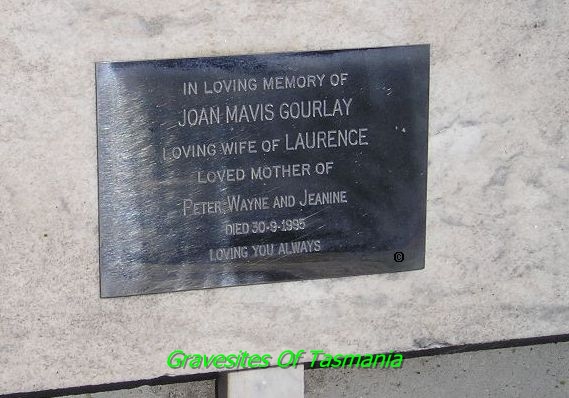 IN LOVING MEMORY OF
JOAN MAVIS GOURLAY
LOVING WIFE OF LAURENCE
LOVED MOTHER OF
PETER, WAYNE AND JEANINE
DIED 30-9-1995
LOVING YOU ALWAYS
©
Gravesites Of Tasmania